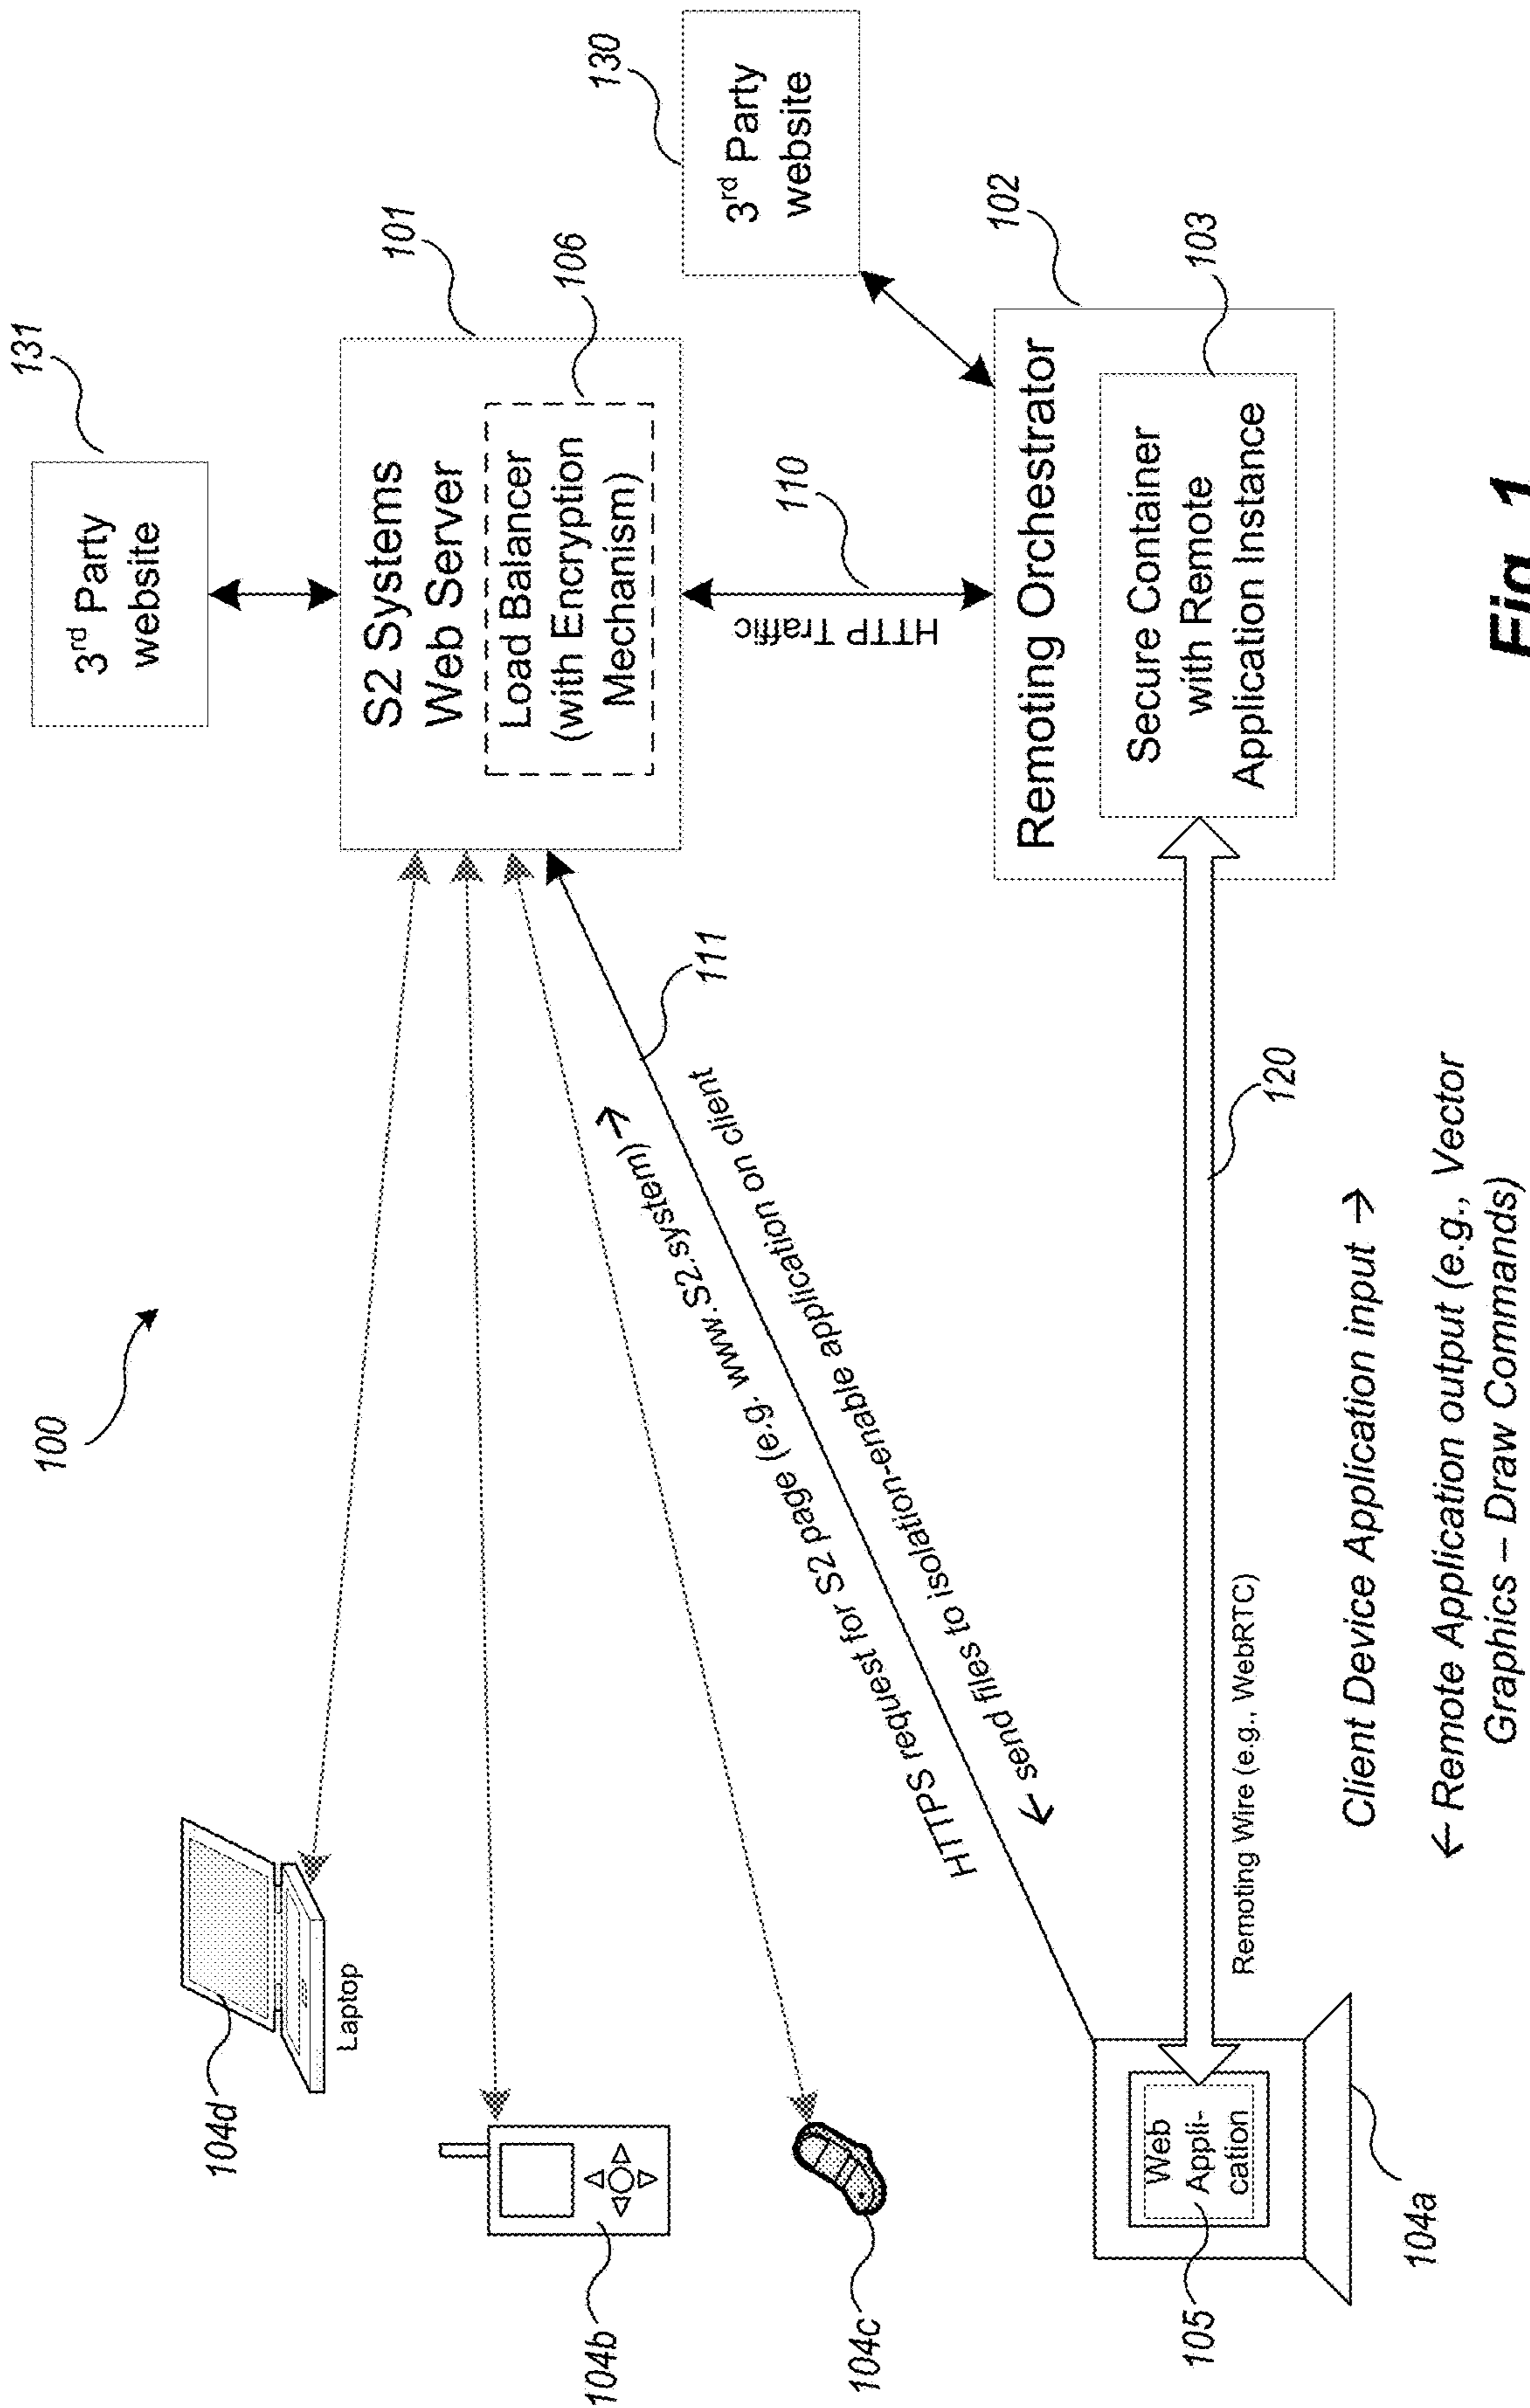 100
131
3rd Party
website
101
S2 Systems
Web Server
106
Load Balancer
(with Encryption
Mechanism)
130
3rd Party
website
104d
Laptop
104b
104c
HTTPS request for S2 page (e.g. www.S2.system) →
← send files to isolation-enable application on client
111
HTTP Traffic
110
102
Remoting Orchestrator
103
Secure Container
with Remote
Application Instance
105
Web
Appli-
cation
104a
Remoting Wire (e.g., WebRTC)
120
Client Device Application input →
← Remote Application output (e.g., Vector
Graphics – Draw Commands)
Fig. 1